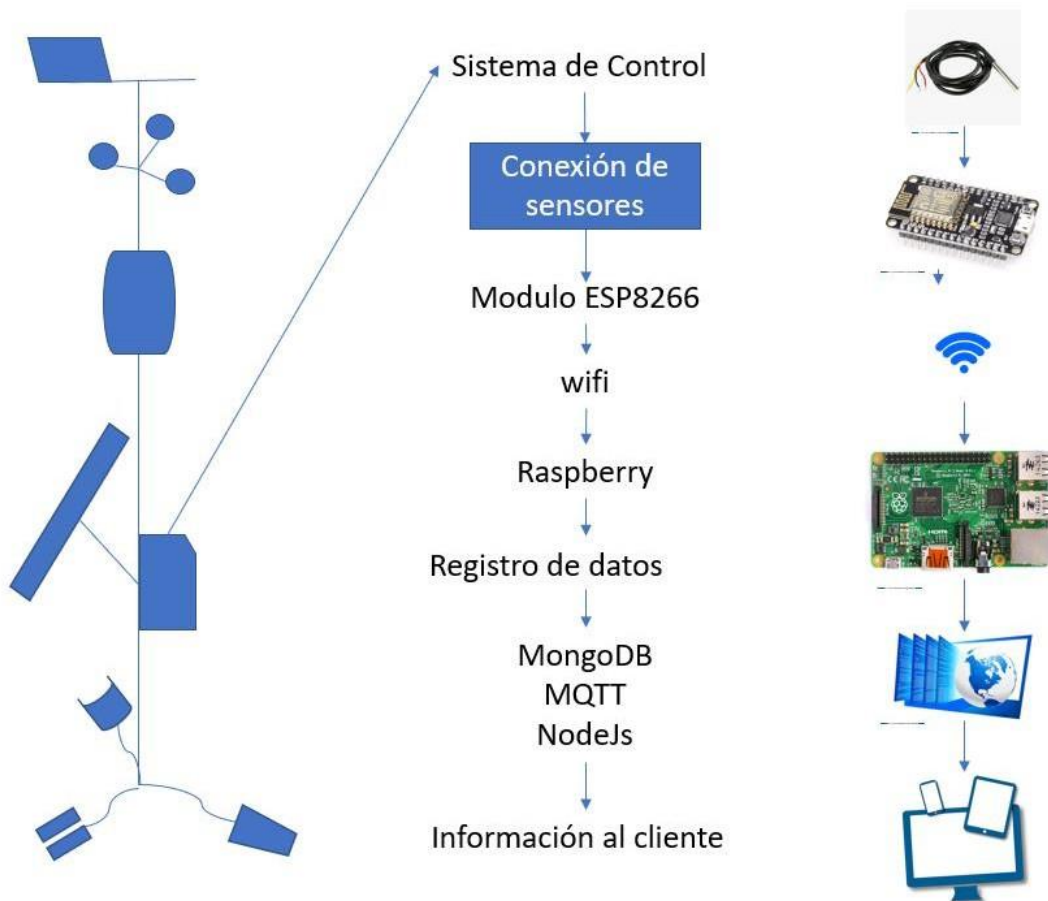 Sistema de Control
Conexión de
sensores
Modulo ESP8266
wifi
Raspberry
Registro de datos
MongoDB
MQTT
NodeJs
Información al cliente